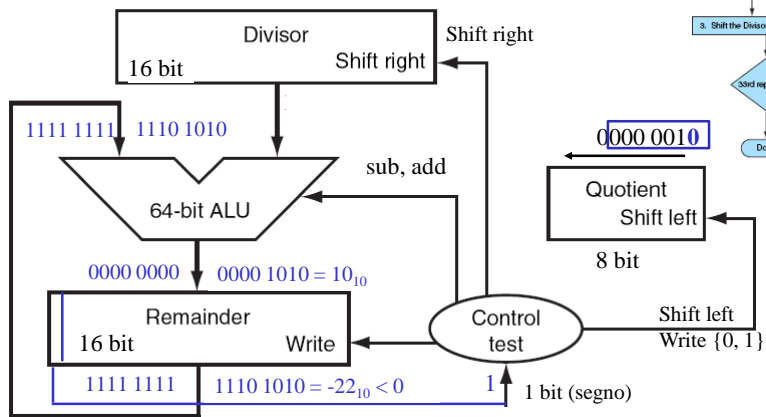 3. Shift the Diviso
33rd rep
Do
Divisor
Shift right
16 bit
Shift right
1111 1111 1110 1010
0000 0010
sub, add
64-bit ALU
Quotient
Shift left
8 bit
0000 0000 0000 1010 = 10₁₀
Remainder
16 bit
Write
Control
test
Shift left
Write {0, 1}
1111 1111 1110 1010 = -22₁₀ < 0
1
1 bit (segno)